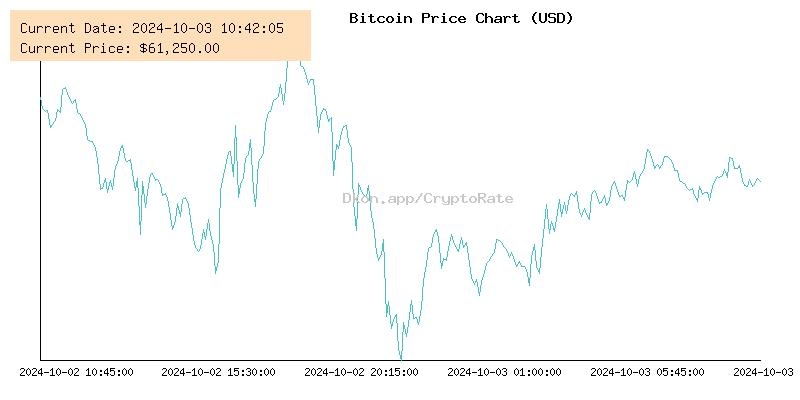 Bitcoin Price Chart (USD)
Current Date: 2024-10-03 10:42:05
Current Price: $61,250.00
Dkon.app/CryptoRate
2024-10-02 10:45:00
2024-10-02 15:30:00
2024-10-02 20:15:00
2024-10-03 01:00:00
2024-10-03 05:45:00
2024-10-03